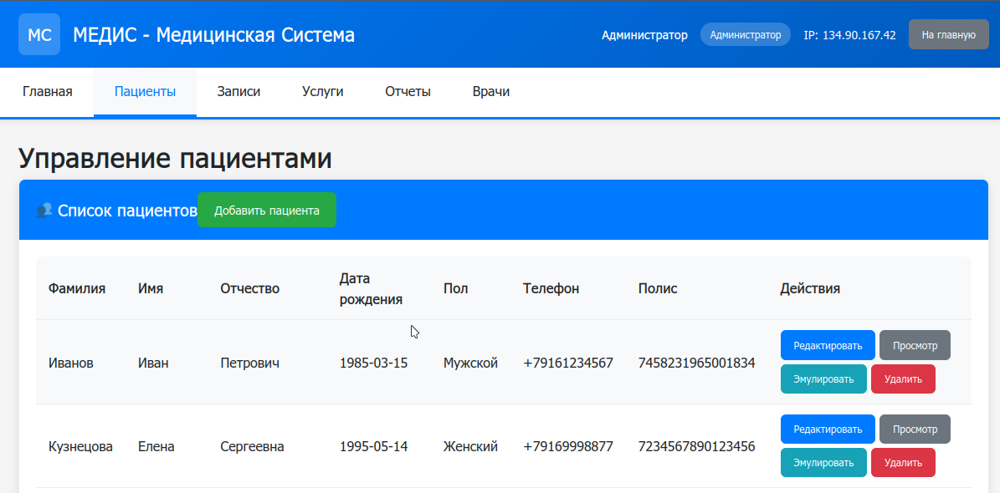 МС МЕДИС - Медицинская Система Администратор Администратор IP: 134.90.167.42 На главную
Главная Пациенты Записи Услуги Отчеты Врачи
Управление пациентами
Список пациентов Добавить пациента
Фамилия Имя Отчество Дата рождения Пол Телефон Полис Действия
Иванов Иван Петрович 1985-03-15 Мужской +79161234567 7458231965001834 Редактировать Просмотр
Эмулировать Удалить
Кузнецова Елена Сергеевна 1995-05-14 Женский +79169998877 7234567890123456 Редактировать Просмотр
Эмулировать Удалить